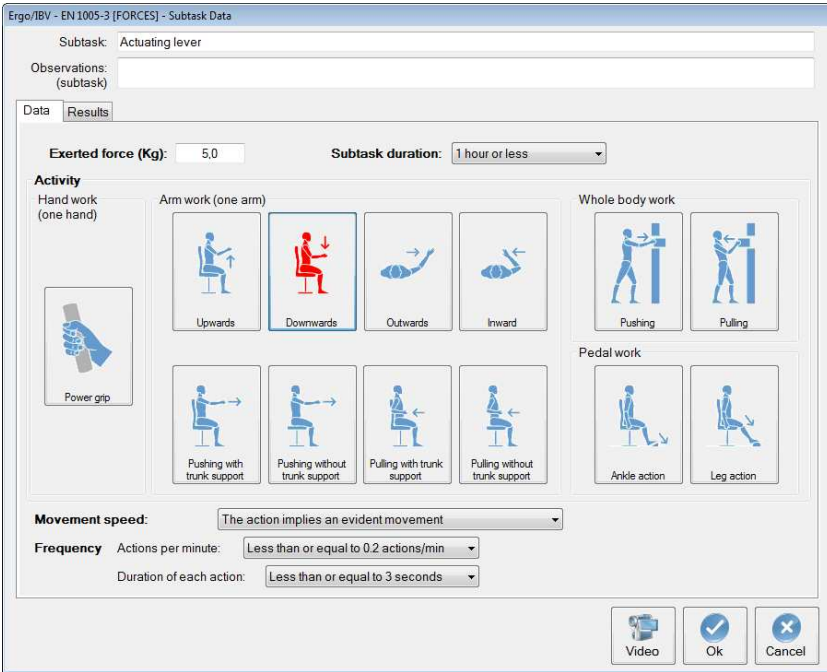 Ergo/IBV - EN 1005-3 [FORCES] - Subtask Data
Subtask: Actuating lever
Observations:
(subtask)
Data Results
Exerted force (Kg): 5,0 Subtask duration: 1 hour or less
Activity
Hand work
(one hand)
Power grip
Arm work (one arm)
Upwards Downwards Outwards Inward
Pushing with
trunk support
Pushing without
trunk support
Pulling with trunk
support
Pulling without
trunk support
Whole body work
Pushing Pulling
Pedal work
Ankle action Leg action
Movement speed: The action implies an evident movement
Frequency Actions per minute: Less than or equal to 0.2 actions/min
Duration of each action: Less than or equal to 3 seconds
Video Ok Cancel